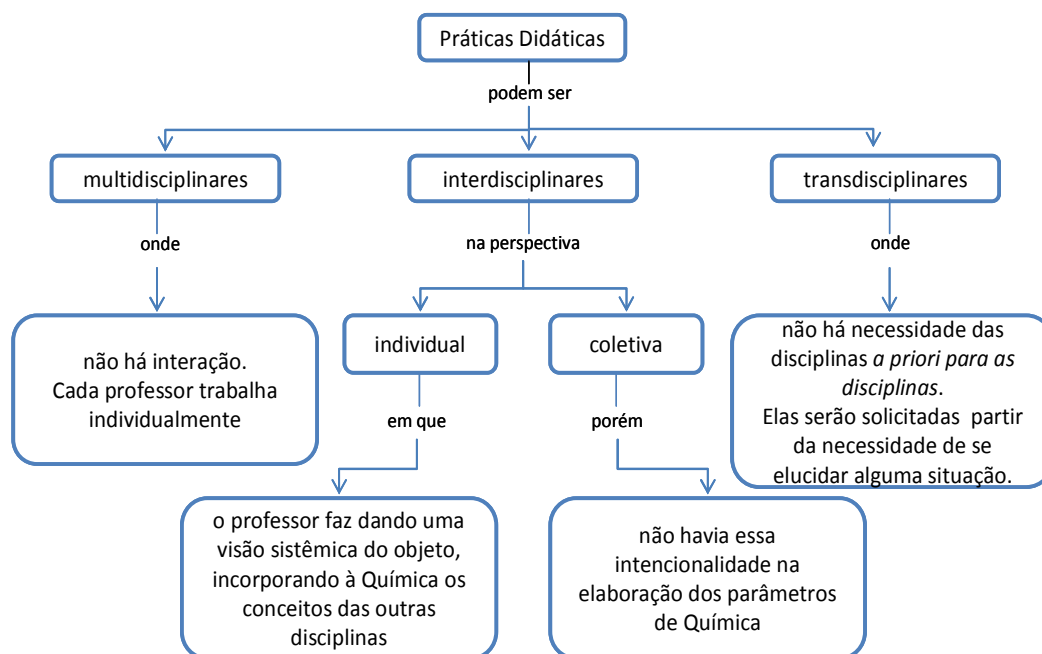 Práticas Didáticas
podem ser
multidisciplinares
interdisciplinares
transdisciplinares
onde
na perspectiva
onde
não há interação.
Cada professor trabalha
individualmente
individual
coletiva
não há necessidade das
disciplinas a priori para as
disciplinas.
Elas serão solicitadas partir
da necessidade de se
elucidar alguma situação.
em que
porém
o professor faz dando uma
visão sistêmica do objeto,
incorporando à Química os
conceitos das outras
disciplinas
não havia essa
intencionalidade na
elaboração dos parâmetros
de Química